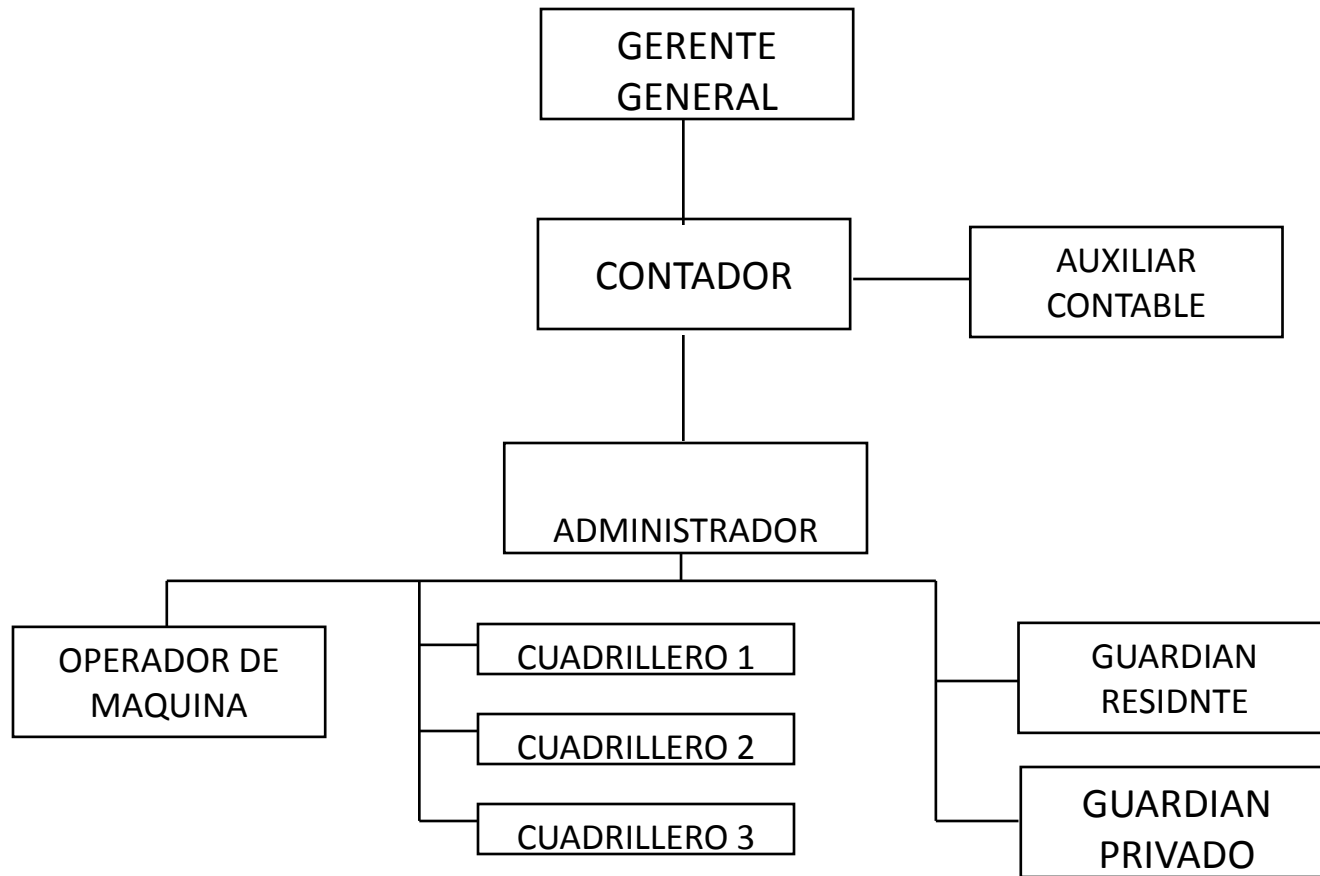 GERENTE
GENERAL
CONTADOR
AUXILIAR
CONTABLE
ADMINISTRADOR
OPERADOR DE
MAQUINA
CUADRILLERO 1
CUADRILLERO 2
CUADRILLERO 3
GUARDIAN
RESIDNTE
GUARDIAN
PRIVADO